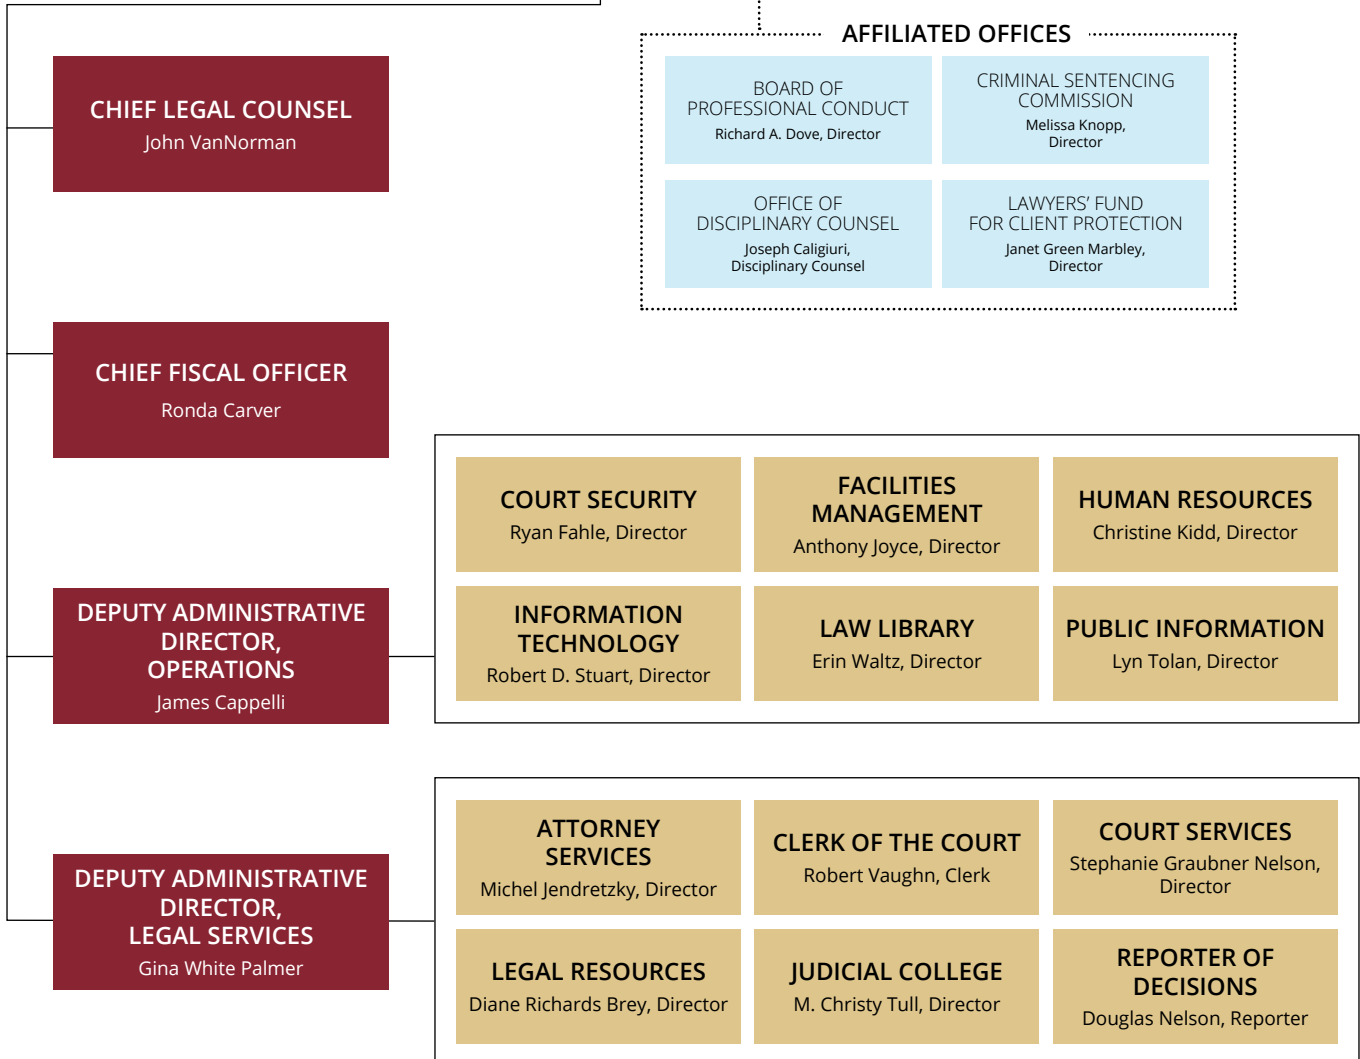 AFFILIATED OFFICES
BOARD OF
PROFESSIONAL CONDUCT
Richard A. Dove, Director
CRIMINAL SENTENCING
COMMISSION
Melissa Knopp,
Director
OFFICE OF
DISCIPLINARY COUNSEL
Joseph Caligiuri,
Disciplinary Counsel
LAWYERS’ FUND
FOR CLIENT PROTECTION
Janet Green Marbley,
Director
CHIEF LEGAL COUNSEL
John VanNorman
CHIEF FISCAL OFFICER
Ronda Carver
DEPUTY ADMINISTRATIVE
DIRECTOR,
OPERATIONS
James Cappelli
COURT SECURITY
Ryan Fahle, Director
FACILITIES
MANAGEMENT
Anthony Joyce, Director
HUMAN RESOURCES
Christine Kidd, Director
INFORMATION
TECHNOLOGY
Robert D. Stuart, Director
LAW LIBRARY
Erin Waltz, Director
PUBLIC INFORMATION
Lyn Tolan, Director
DEPUTY ADMINISTRATIVE
DIRECTOR,
LEGAL SERVICES
Gina White Palmer
ATTORNEY
SERVICES
Michel Jendretzky, Director
CLERK OF THE COURT
Robert Vaughn, Clerk
COURT SERVICES
Stephanie Graubner Nelson,
Director
LEGAL RESOURCES
Diane Richards Brey, Director
JUDICIAL COLLEGE
M. Christy Tull, Director
REPORTER OF
DECISIONS
Douglas Nelson, Reporter